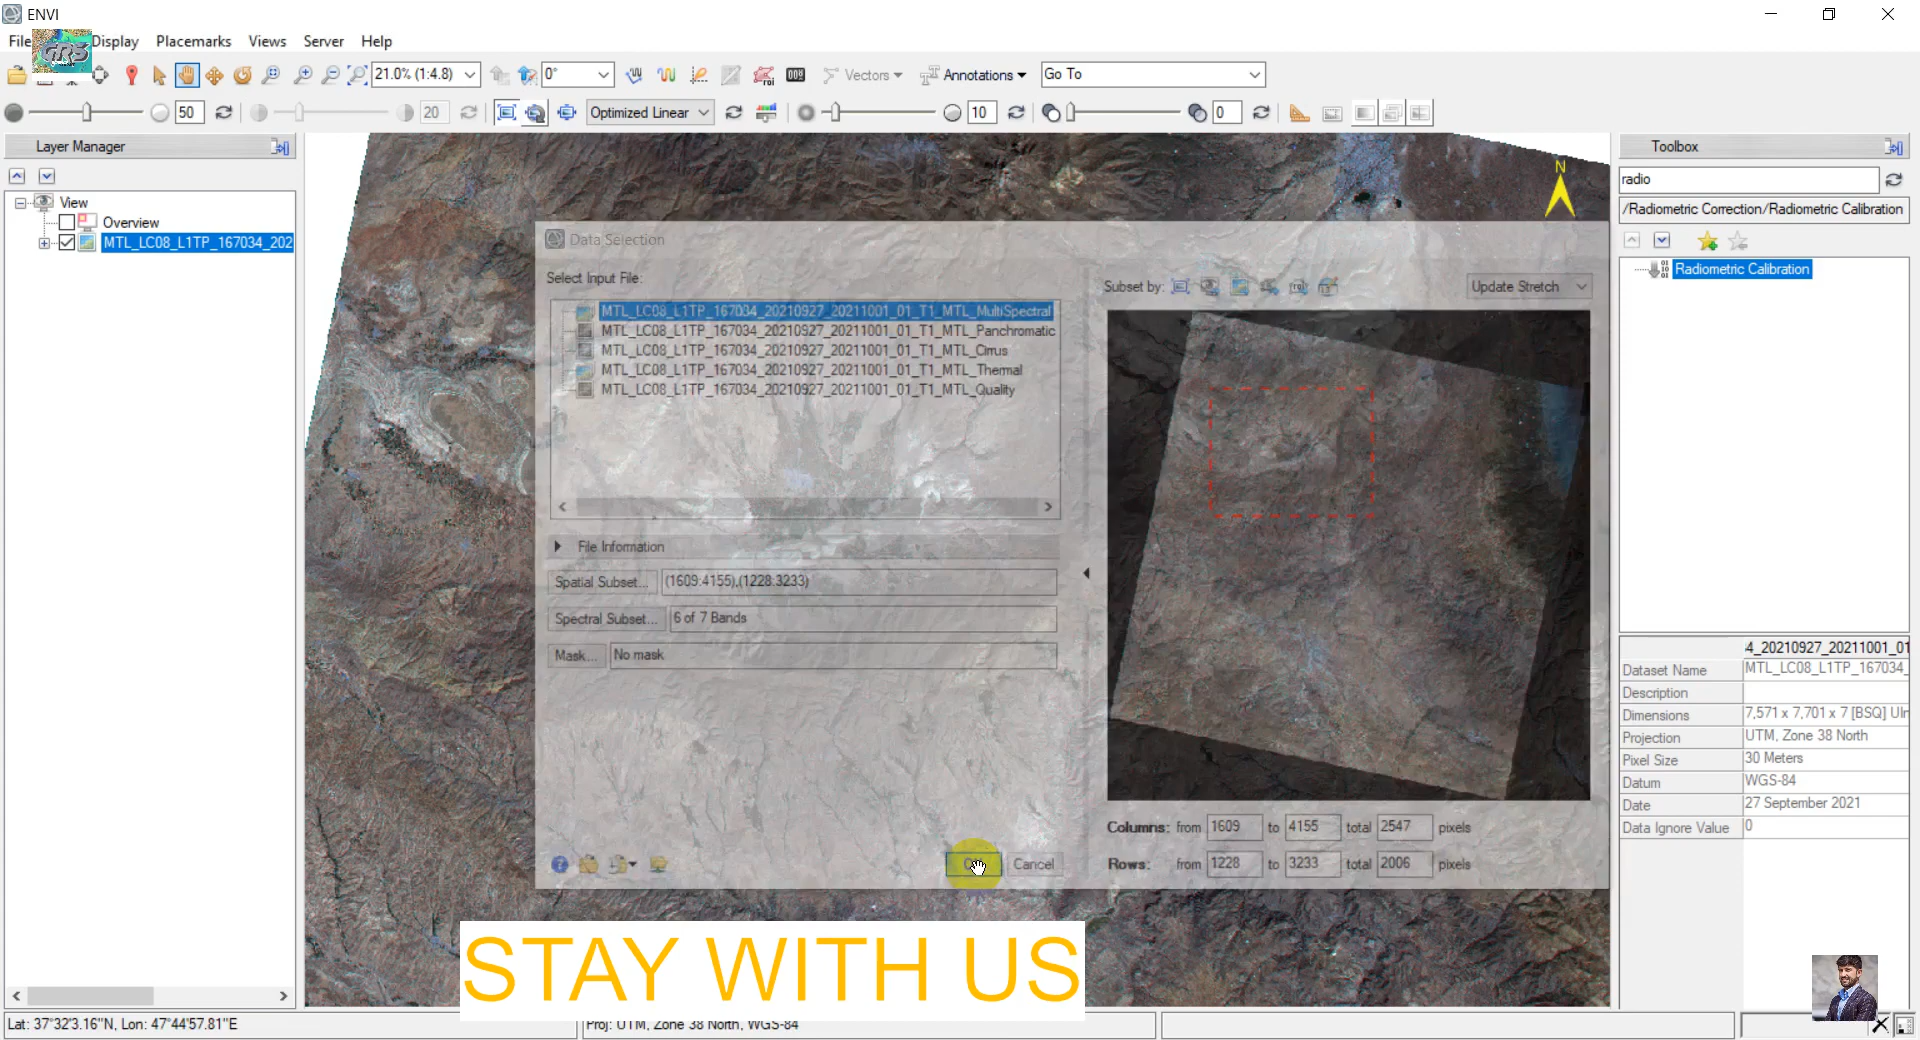 ENVI
File
GRS
Display
Placemarks
Views
Server
Help
21.0% (1:4.8)
0°
Vectors
Annotations
Go To
50
20
Optimized Linear
10
0
Layer Manager
View
Overview
MTL_LC08_L1TP_167034_202
Data Selection
Select Input File:
MTL_LC08_L1TP_167034_20210927_20211001_01_T1_MTL_MultiSpectral
MTL_LC08_L1TP_167034_20210927_20211001_01_T1_MTL_Panchromatic
MTL_LC08_L1TP_167034_20210927_20211001_01_T1_MTL_Cirrus
MTL_LC08_L1TP_167034_20210927_20211001_01_T1_MTL_Thermal
MTL_LC08_L1TP_167034_20210927_20211001_01_T1_MTL_Quality
File Information
Spatial Subset... (1609:4155),(1228:3233)
Spectral Subset... 6 of 7 Bands
Mask... No mask
Cancel
Subset by:
Update Stretch
Columns: from 1609 to 4155 total 2547 pixels
Rows: from 1228 to 3233 total 2006 pixels
N
Toolbox
radio
/Radiometric Correction/Radiometric Calibration
Radiometric Calibration
4_20210927_20211001_01
Dataset Name MTL_LC08_L1TP_167034_
Description
Dimensions 7,571 x 7,701 x 7 [BSQ] UIn
Projection UTM, Zone 38 North
Pixel Size 30 Meters
Datum WGS-84
Date 27 September 2021
Data Ignore Value 0
STAY WITH US
Lat: 37°32'3.16"N, Lon: 47°44'57.81"E
Proj: UTM, Zone 38 North, WGS-84